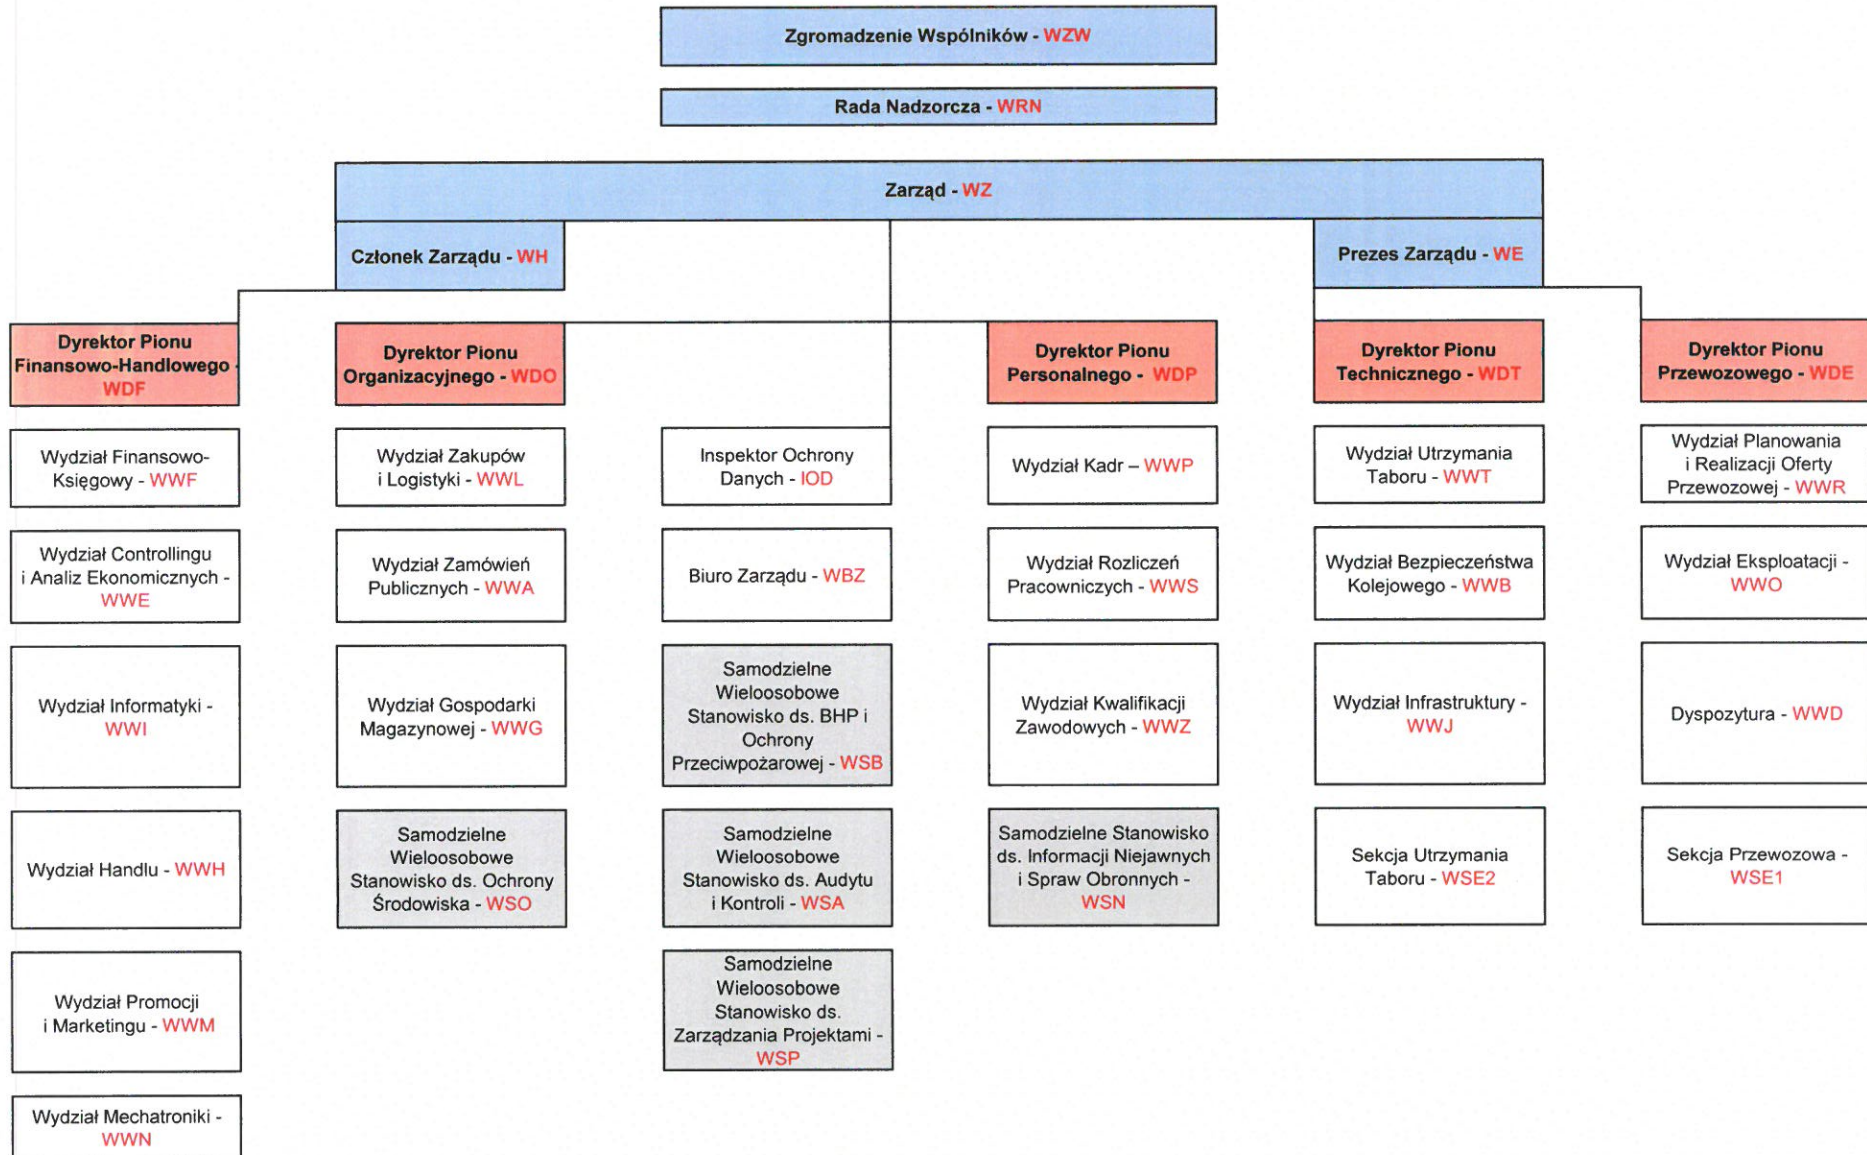 Zgromadzenie Wspólników - WZW
Rada Nadzorcza - WRN
Zarząd - WZ
Członek Zarządu - WH
Prezes Zarządu - WE
Dyrektor Pionu
Finansowo-Handlowego -
WDF
Dyrektor Pionu
Organizacyjnego - WDO
Dyrektor Pionu
Personalnego - WDP
Dyrektor Pionu
Technicznego - WDT
Dyrektor Pionu
Przewozowego - WDE
Wydział Finansowo-
Księgowy - WWF
Wydział Zakupów
i Logistyki - WWL
Inspektor Ochrony
Danych - IOD
Wydział Kadr – WWP
Wydział Utrzymania
Taboru - WWT
Wydział Planowania
i Realizacji Oferty
Przewozowej - WWR
Wydział Controllingu
i Analiz Ekonomicznych -
WWE
Wydział Zamówień
Publicznych - WWA
Biuro Zarządu - WBZ
Wydział Rozliczeń
Pracowniczych - WWS
Wydział Bezpieczeństwa
Kolejowego - WWB
Wydział Eksploatacji -
WWO
Wydział Informatyki -
WWI
Wydział Gospodarki
Magazynowej - WWG
Samodzielne
Wieloosobowe
Stanowisko ds. BHP i
Ochrony
Przeciwpożarowej - WSB
Wydział Kwalifikacji
Zawodowych - WWZ
Wydział Infrastruktury -
WWJ
Dyspozytura - WWD
Wydział Handlu - WWH
Samodzielne
Wieloosobowe
Stanowisko ds. Ochrony
Środowiska - WSO
Samodzielne
Wieloosobowe
Stanowisko ds. Audytu
i Kontroli - WSA
Samodzielne Stanowisko
ds. Informacji Niejawnych
i Spraw Obronnych -
WSN
Sekcja Utrzymania
Taboru - WSE2
Sekcja Przewozowa -
WSE1
Wydział Promocji
i Marketingu - WWM
Samodzielne
Wieloosobowe
Stanowisko ds.
Zarządzania Projektami -
WSP
Wydział Mechatroniki -
WWN